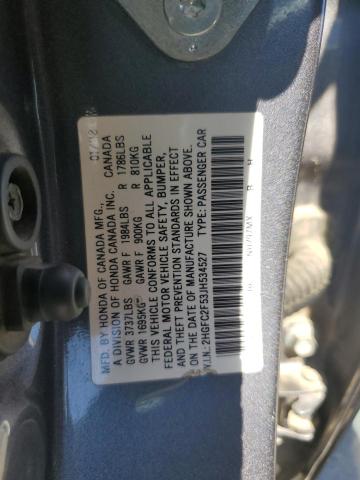 MFD. BY HONDA OF CANADA MFG., 01/18
A DIVISION OF HONDA CANADA INC. CANADA
GVWR 3737LBS GAWR F 1984LBS R 1786LBS
GVWR 1695KG GAWR F 900KG R 810KG
THIS VEHICLE CONFORMS TO ALL APPLICABLE
FEDERAL MOTOR VEHICLE SAFETY, BUMPER,
AND THEFT PREVENTION STANDARDS IN EFFECT
ON THE DATE OF MANUFACTURE SHOWN ABOVE.
V.I.N.: 2HGFC2F53JH534527 TYPE: PASSENGER CAR